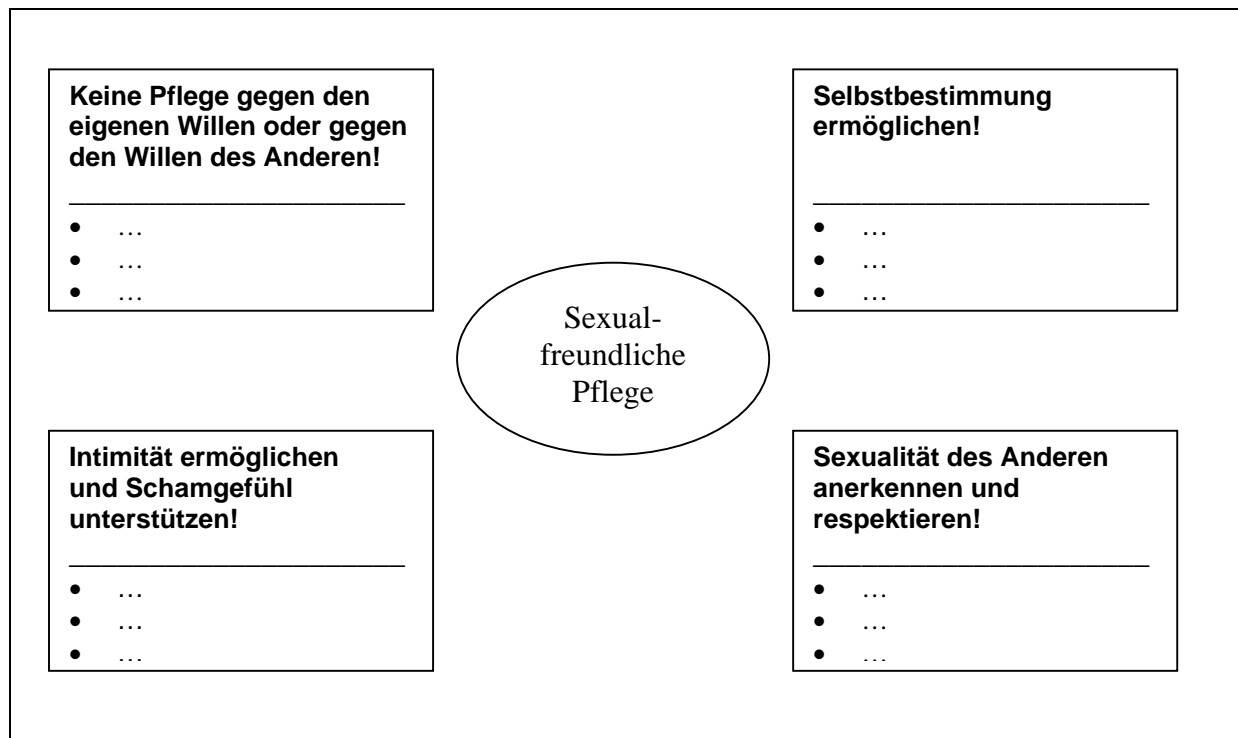 Keine Pflege gegen den
eigenen Willen oder gegen
den Willen des Anderen!
• …
• …
• …
Selbstbestimmung
ermöglichen!
• …
• …
• …
Sexual-
freundliche
Pflege
Intimität ermöglichen
und Schamgefühl
unterstützen!
• …
• …
• …
Sexualität des Anderen
anerkennen und
respektieren!
• …
• …
• …